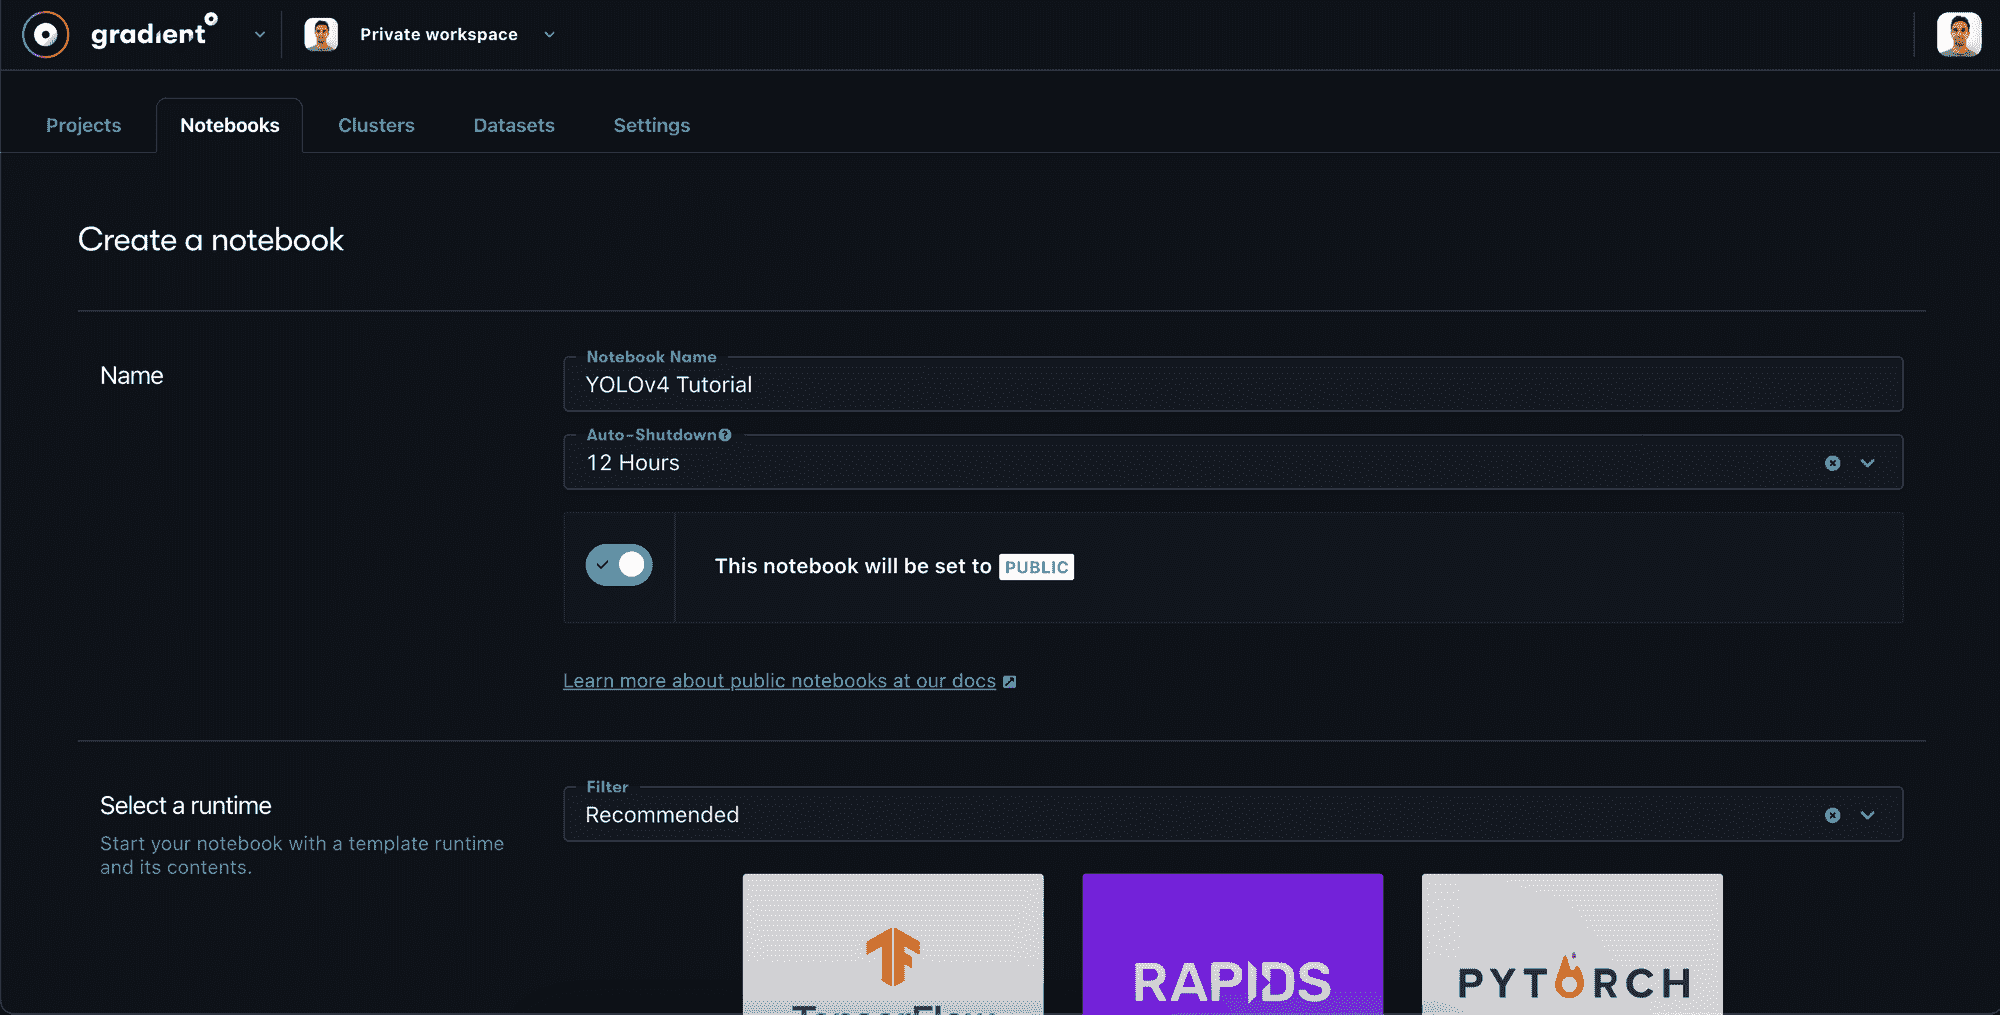 gradient
Private workspace
Projects
Notebooks
Clusters
Datasets
Settings
Create a notebook
Name
Notebook Name
YOLOv4 Tutorial
Auto-Shutdown
12 Hours
This notebook will be set to PUBLIC
Learn more about public notebooks at our docs
Select a runtime
Start your notebook with a template runtime
and its contents.
Filter
Recommended
RAPIDS
PYTORCH
TensorFlow